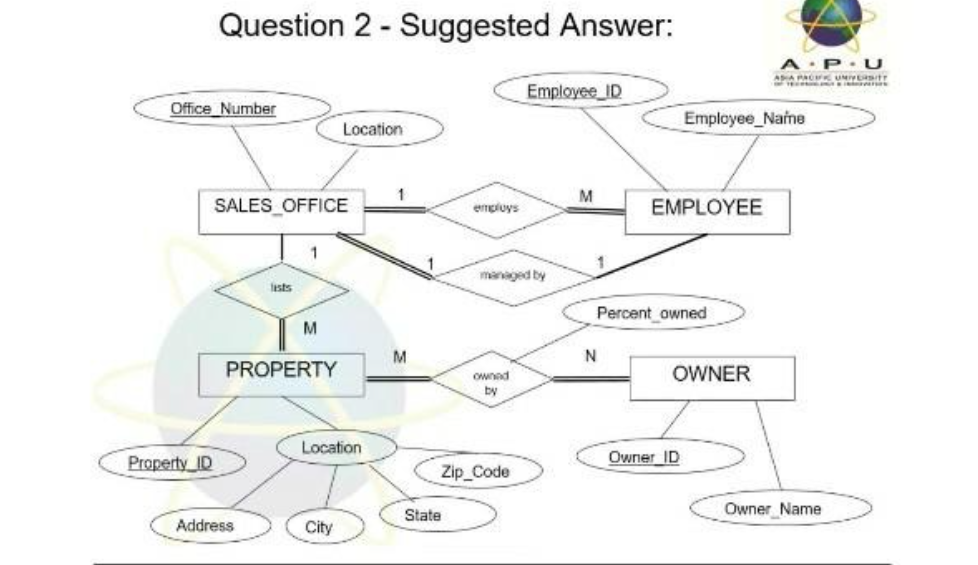 Question 2 - Suggested Answer:
A·P·U
ASIA PACIFIC UNIVERSITY
OF TECHNOLOGY & INNOVATION
Employee_ID
Office_Number
Employee_Name
Location
1
M
SALES_OFFICE
employs
EMPLOYEE
1
1
1
managed by
lists
Percent_owned
M
M
N
PROPERTY
owned
by
OWNER
Location
Property_ID
Zip_Code
Owner_ID
Address
City
State
Owner_Name